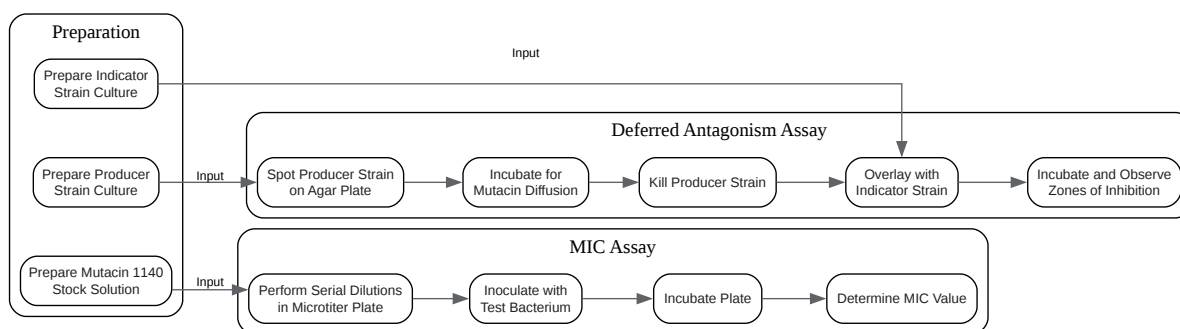 Preparation
Input
Prepare Indicator
Strain Culture
Deferred Antagonism Assay
Prepare Producer
Strain Culture
Input
Spot Producer Strain
on Agar Plate
Incubate for
Mutacin Diffusion
Kill Producer Strain
Overlay with
Indicator Strain
Incubate and Observe
Zones of Inhibition
MIC Assay
Prepare Mutacin 1140
Stock Solution
Input
Perform Serial Dilutions
in Microtiter Plate
Inoculate with
Test Bacterium
Incubate Plate
Determine MIC Value